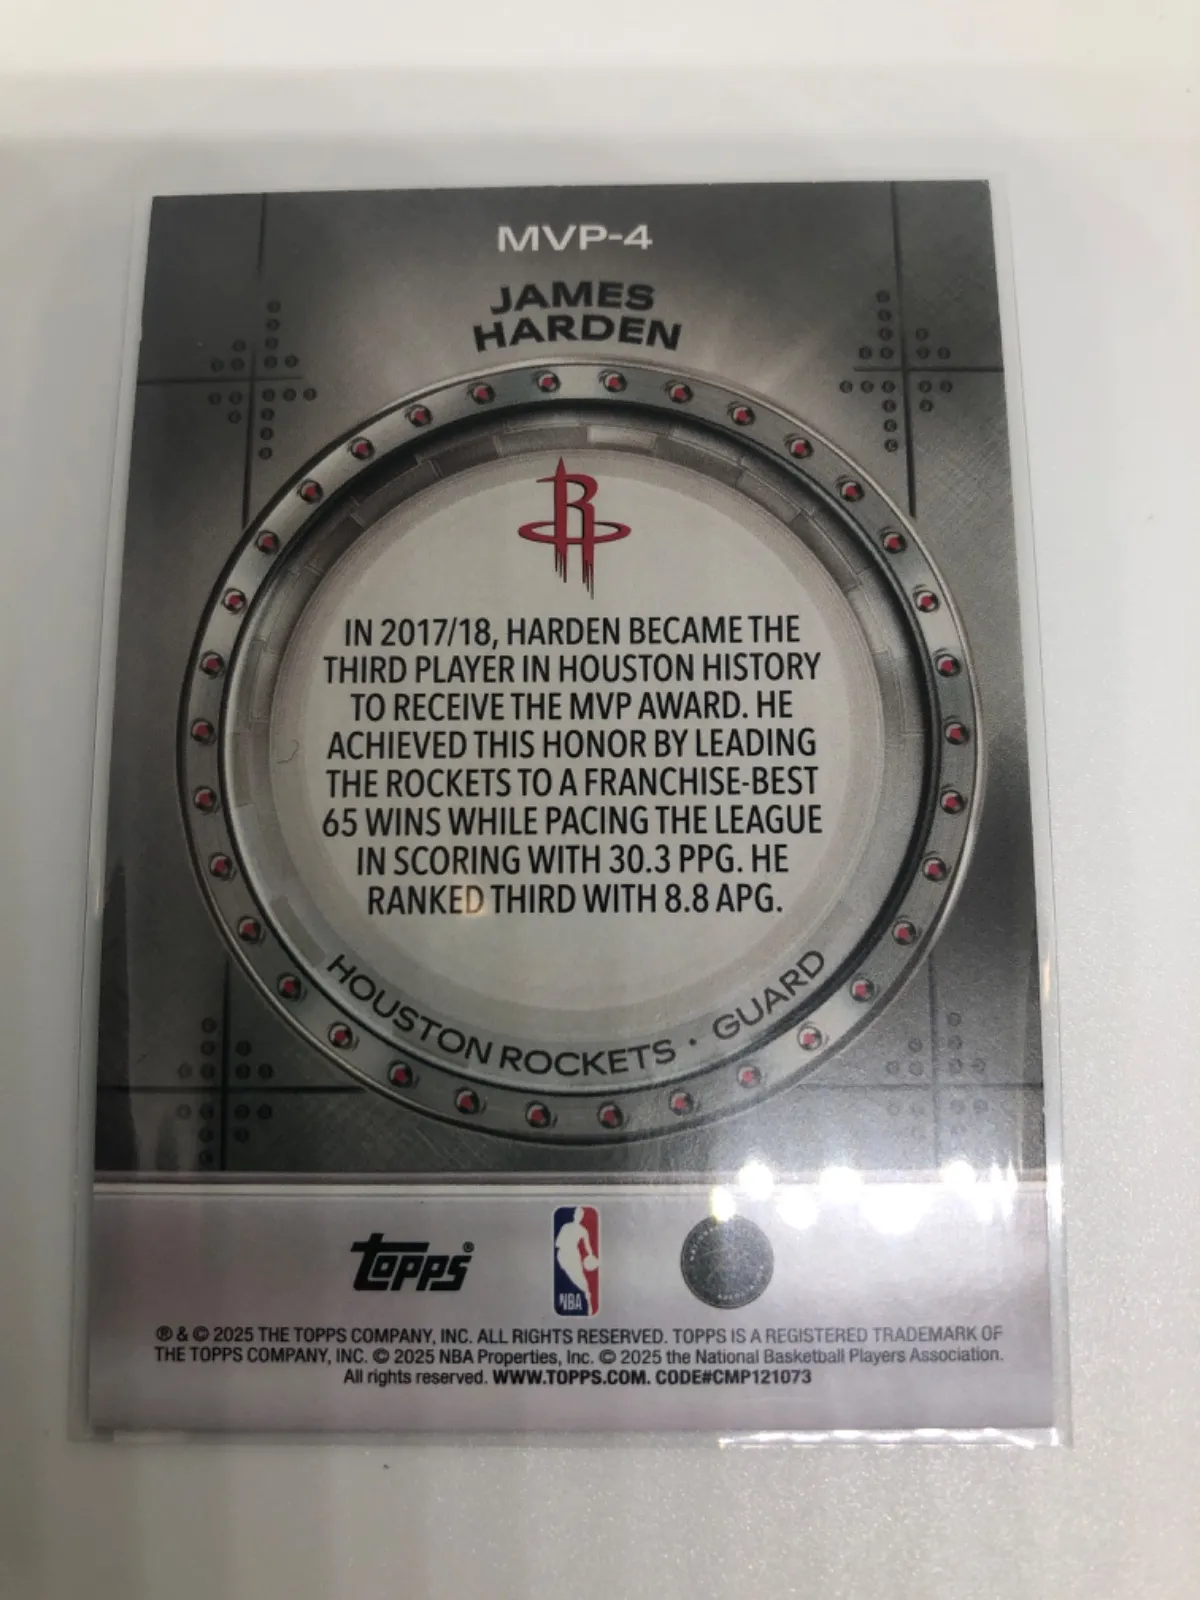 MVP-4
JAMES
HARDEN
IN 2017/18, HARDEN BECAME THE
THIRD PLAYER IN HOUSTON HISTORY
TO RECEIVE THE MVP AWARD. HE
ACHIEVED THIS HONOR BY LEADING
THE ROCKETS TO A FRANCHISE-BEST
65 WINS WHILE PACING THE LEAGUE
IN SCORING WITH 30.3 PPG. HE
RANKED THIRD WITH 8.8 APG.
HOUSTON ROCKETS · GUARD
topps®
NBA
® & © 2025 THE TOPPS COMPANY, INC. ALL RIGHTS RESERVED. TOPPS IS A REGISTERED TRADEMARK OF
THE TOPPS COMPANY, INC. © 2025 NBA Properties, Inc. © 2025 the National Basketball Players Association.
All rights reserved. WWW.TOPPS.COM. CODE#CMP121073